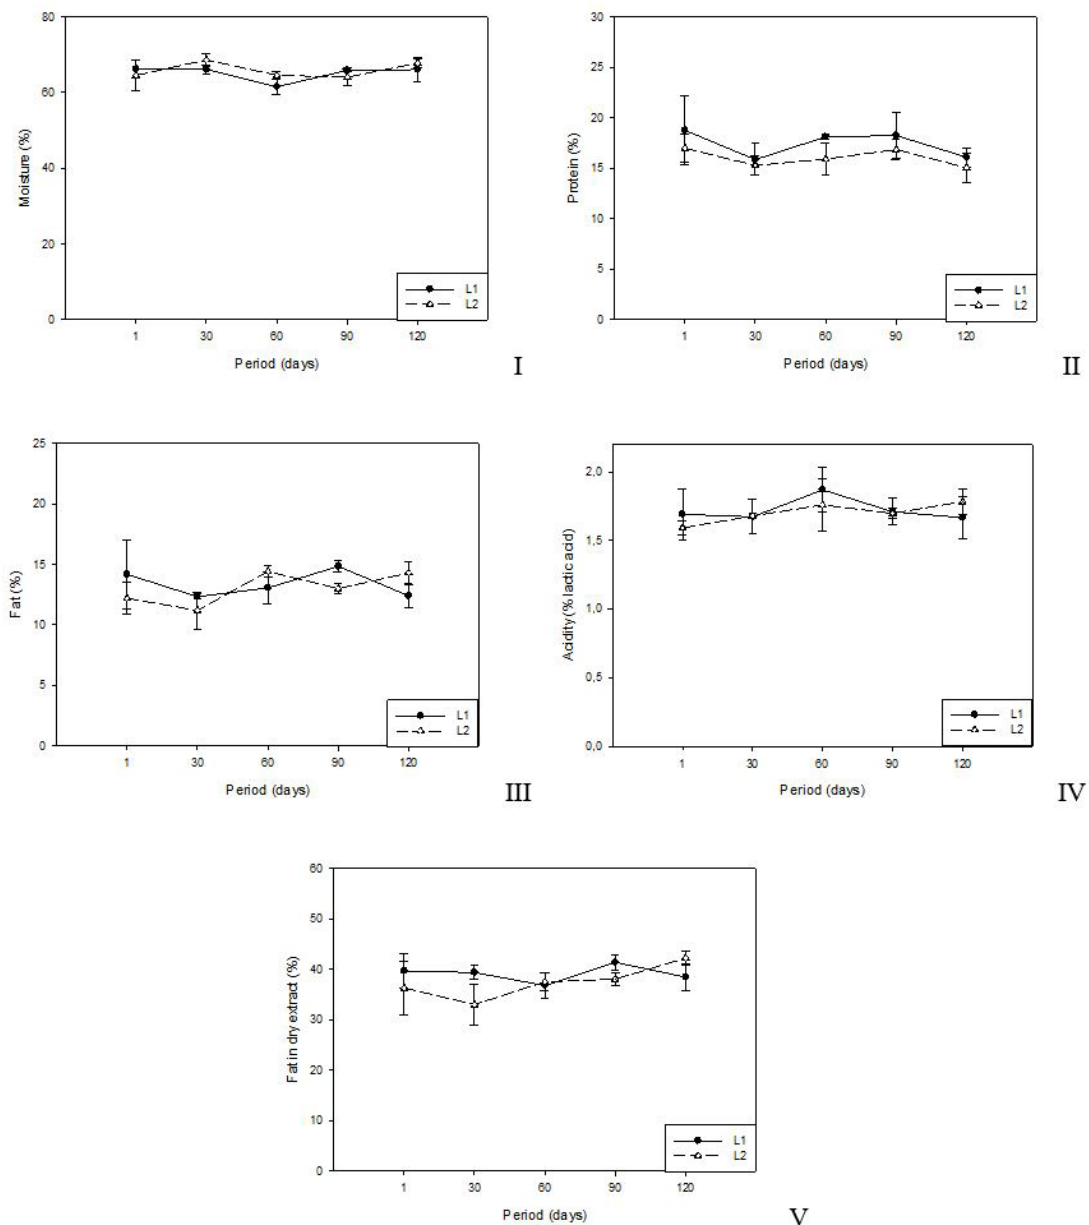 80
60
40
20
0
Moisture (%)
1 30 60 90 120
Period (days)
L1
L2
I
30
25
20
15
10
5
0
Protein (%)
1 30 60 90 120
Period (days)
L1
L2
II
25
20
15
10
5
0
Fat (%)
1 30 60 90 120
Period (days)
L1
L2
III
2,0
1,5
1,0
0,5
0,0
Acidity (% lactic acid)
1 30 60 90 120
Period (days)
L1
L2
IV
60
50
40
30
20
10
0
Fat in dry extract (%)
1 30 60 90 120
Period (days)
L1
L2
V